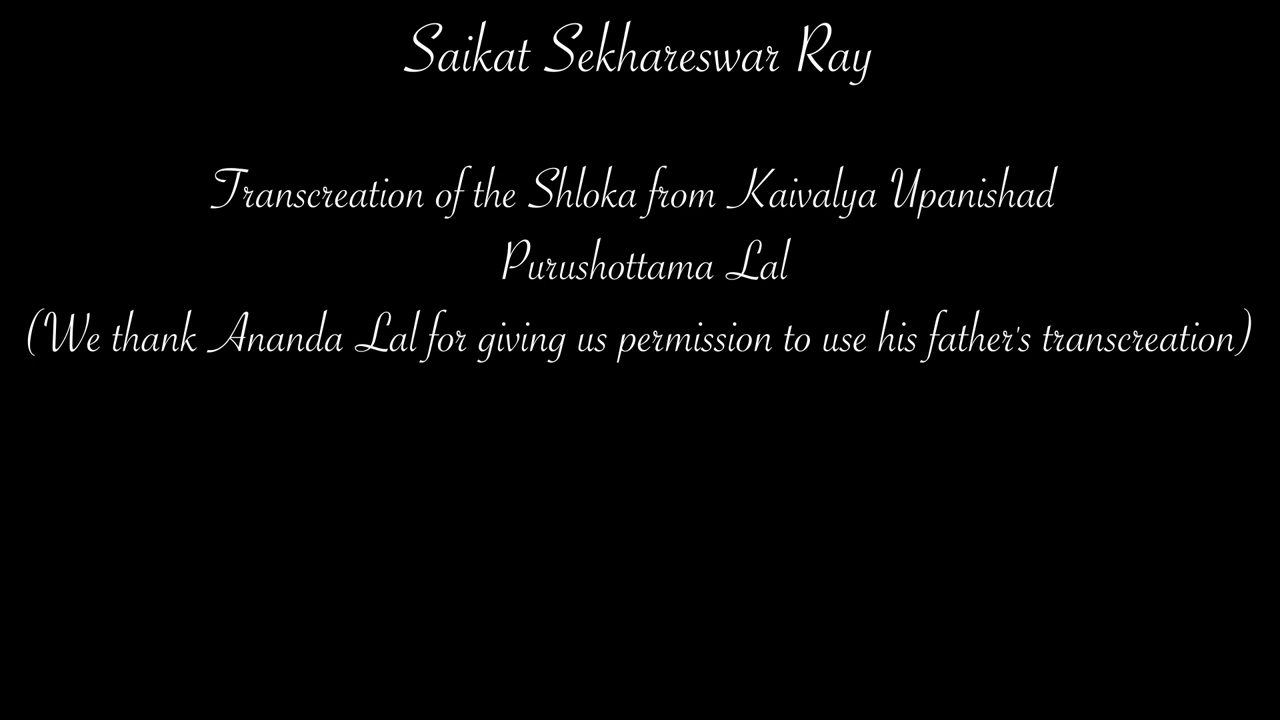 Saikat Sekhareswar Ray
Transcreation of the Shloka from Kaivalya Upanishad
Purushottama Lal
(We thank Ananda Lal for giving us permission to use his father's transcreation)